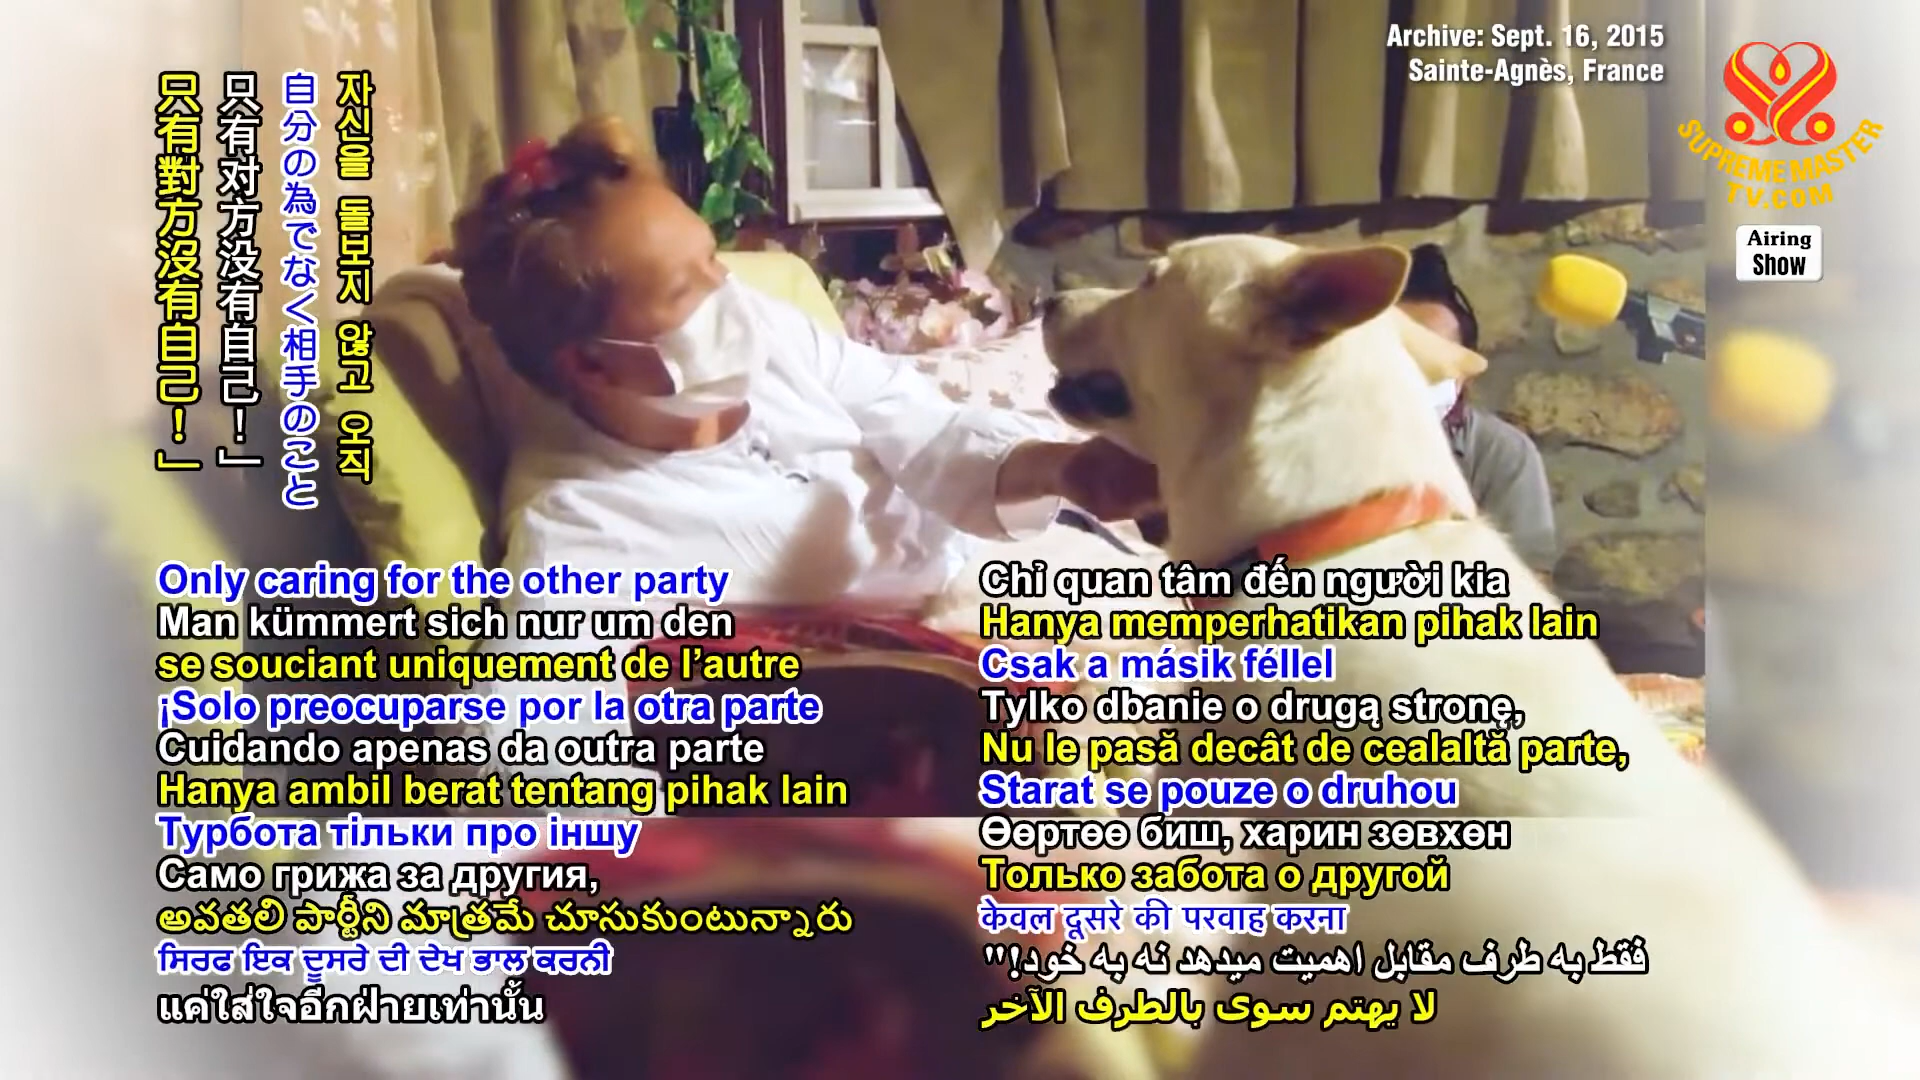 Archive: Sept. 16, 2015
Sainte-Agnès, France
SUPREME MASTER
TV.COM
Airing
Show
자신을 돌보지 않고 오직
自分の為でなく相手のこと
只有对方没有自己！」
只有對方沒有自己！」
Only caring for the other party
Man kümmert sich nur um den
se souciant uniquement de l’autre
¡Solo preocuparse por la otra parte
Cuidando apenas da outra parte
Hanya ambil berat tentang pihak lain
Турбота тільки про іншу
Само грижа за другия,
అవతలి పార్టీని మాత్రమే చూసుకుంటున్నారు
ਸਿਰਫ ਇਕ ਦੂਸਰੇ ਦੀ ਦੇਖ ਭਾਲ ਕਰਨੀ
แค่ใส่ใจอีกฝ่ายเท่านั้น
Chỉ quan tâm đến người kia
Hanya memperhatikan pihak lain
Csak a másik féllel
Tylko dbanie o drugą stronę,
Nu le pasă decât de cealaltă parte,
Starat se pouze o druhou
Өөртөө биш, харин зөвхөн
Только забота о другой
केवल दूसरे की परवाह करना
فقط به طرف مقابل اهمیت میدهد نه به خود!"
لا يهتم سوى بالطرف الآخر